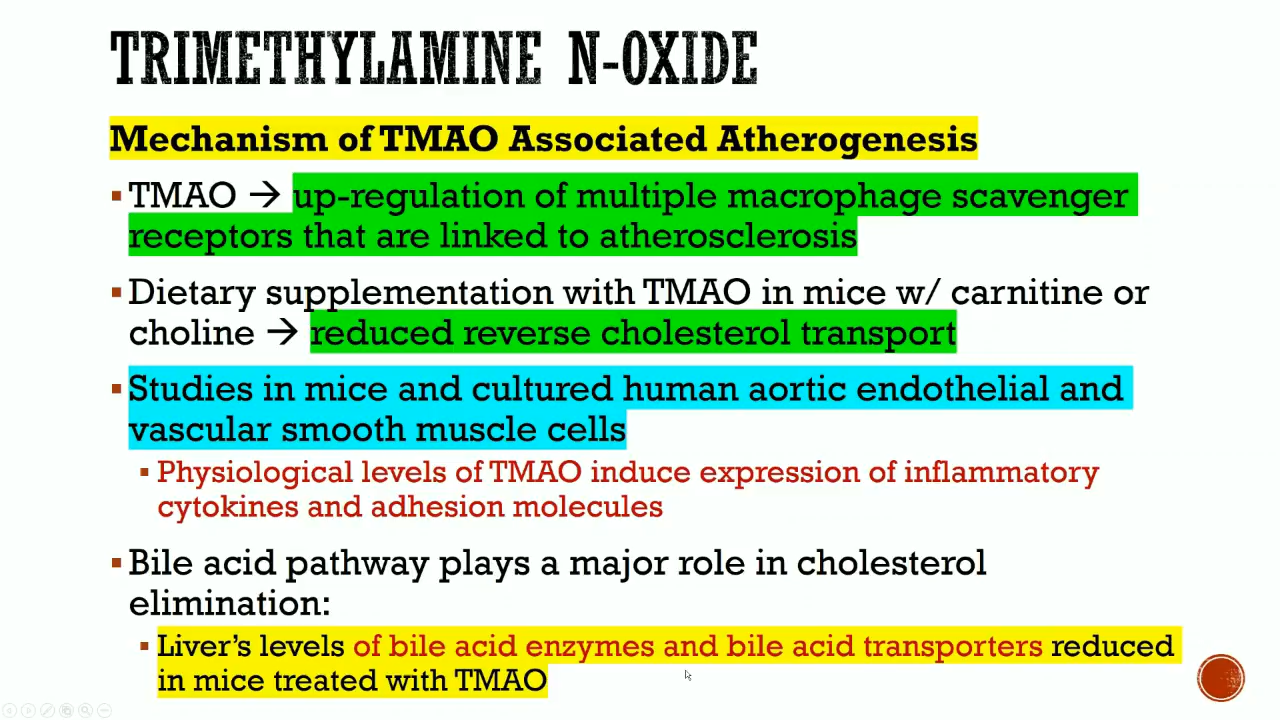 TRIMETHYLAMINE N-OXIDE
Mechanism of TMAO Associated Atherogenesis
▪TMAO → up-regulation of multiple macrophage scavenger
receptors that are linked to atherosclerosis
▪Dietary supplementation with TMAO in mice w/ carnitine or
choline → reduced reverse cholesterol transport
▪Studies in mice and cultured human aortic endothelial and
vascular smooth muscle cells
▪Physiological levels of TMAO induce expression of inflammatory
cytokines and adhesion molecules
▪Bile acid pathway plays a major role in cholesterol
elimination:
▪Liver's levels of bile acid enzymes and bile acid transporters reduced
in mice treated with TMAO